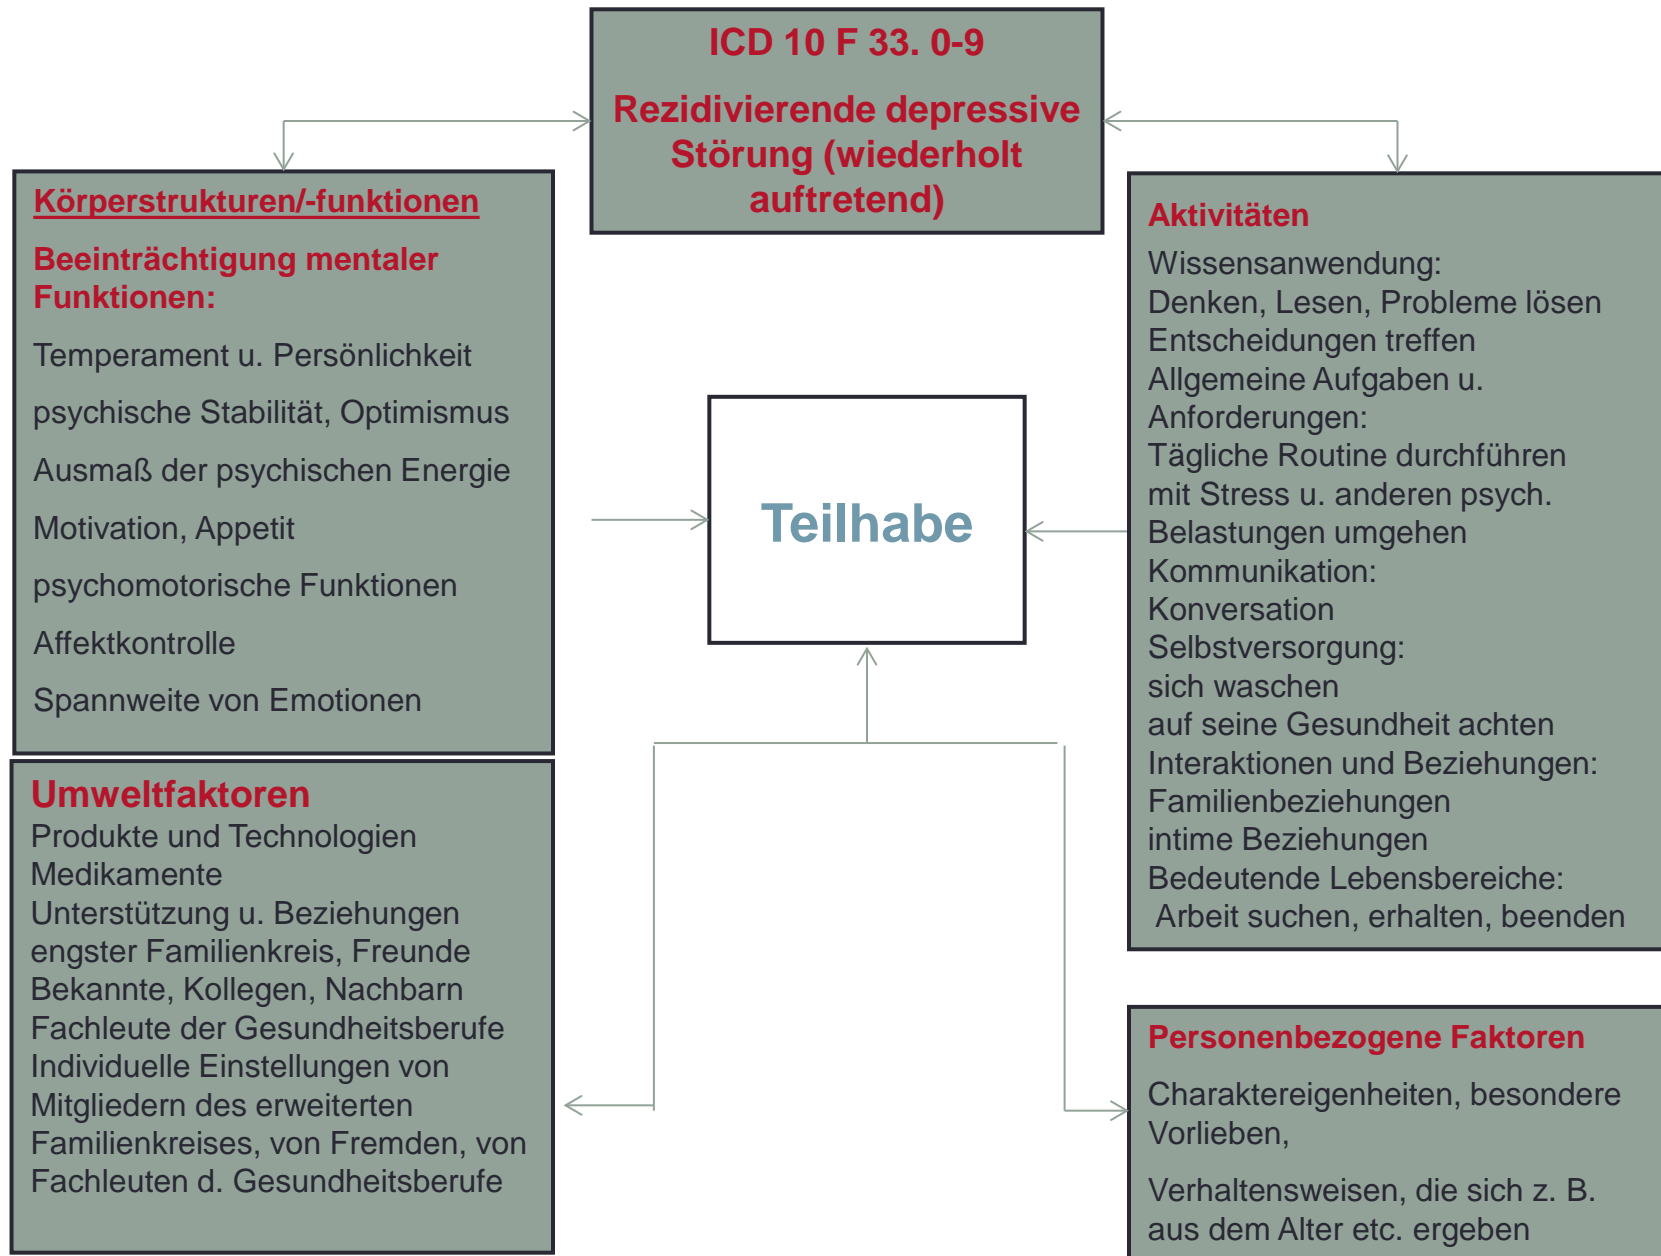 ICD 10 F 33. 0-9
Rezidivierende depressive
Störung (wiederholt
auftretend)
Körperstrukturen/-funktionen
Beeinträchtigung mentaler
Funktionen:
Temperament u. Persönlichkeit
psychische Stabilität, Optimismus
Ausmaß der psychischen Energie
Motivation, Appetit
psychomotorische Funktionen
Affektkontrolle
Spannweite von Emotionen
Teilhabe
Aktivitäten
Wissensanwendung:
Denken, Lesen, Probleme lösen
Entscheidungen treffen
Allgemeine Aufgaben u.
Anforderungen:
Tägliche Routine durchführen
mit Stress u. anderen psych.
Belastungen umgehen
Kommunikation:
Konversation
Selbstversorgung:
sich waschen
auf seine Gesundheit achten
Interaktionen und Beziehungen:
Familienbeziehungen
intime Beziehungen
Bedeutende Lebensbereiche:
Arbeit suchen, erhalten, beenden
Umweltfaktoren
Produkte und Technologien
Medikamente
Unterstützung u. Beziehungen
engster Familienkreis, Freunde
Bekannte, Kollegen, Nachbarn
Fachleute der Gesundheitsberufe
Individuelle Einstellungen von
Mitgliedern des erweiterten
Familienkreises, von Fremden, von
Fachleuten d. Gesundheitsberufe
Personenbezogene Faktoren
Charaktereigenheiten, besondere
Vorlieben,
Verhaltensweisen, die sich z. B.
aus dem Alter etc. ergeben